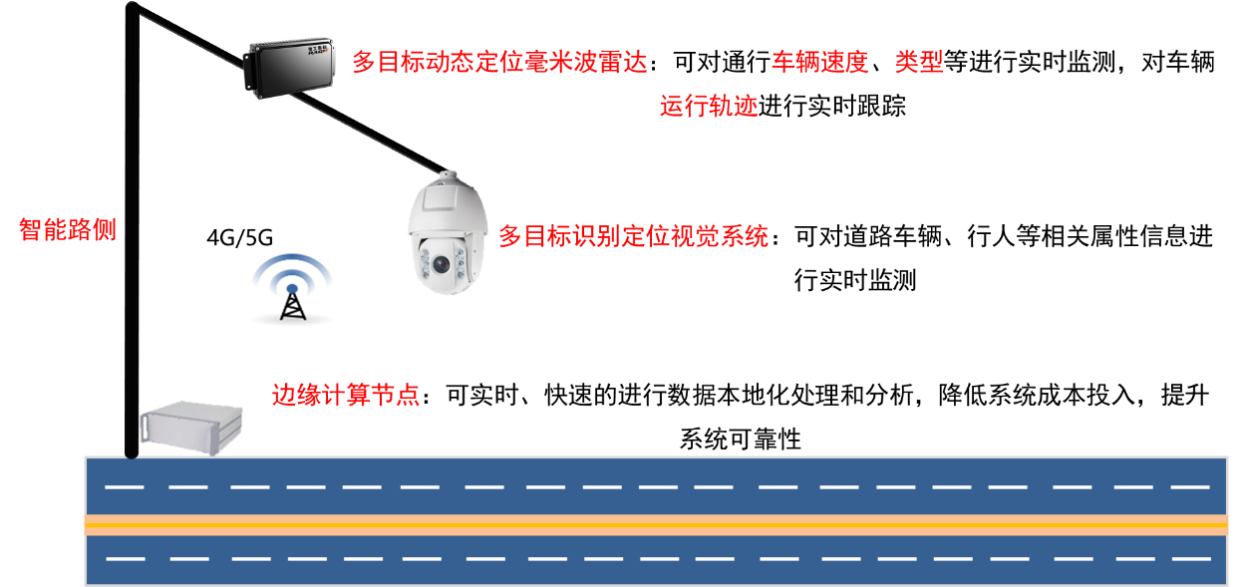 多目标动态定位毫米波雷达：可对通行车辆速度、类型等进行实时监测，对车辆
运行轨迹进行实时跟踪
智能路侧
4G/5G
多目标识别定位视觉系统：可对道路车辆、行人等相关属性信息进
行实时监测
边缘计算节点：可实时、快速的进行数据本地化处理和分析，降低系统成本投入，提升
系统可靠性